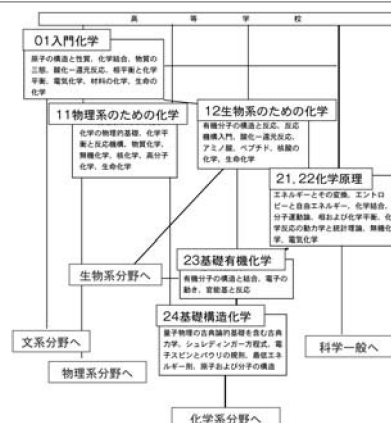 高等学校
01入門化学
原子の構造と性質、化学結合、物質の
三態、酸化ー還元反応、相平衡と化学
平衡、電気化学、材料の化学、生命の
化学
11物理系のための化学
化学の物理的基礎、化学平
衡と反応機構、物質化学、
無機化学、核化学、高分子
化学、生命化学
12生物系のための化学
有機分子の構造と反応、反応
機構入門、酸化ー還元反応、
アミノ酸、ペプチド、核酸の
化学、生命化学
21, 22化学原理
エネルギーとその変換、エントロ
ピーと自由エネルギー、化学結合、
分子運動論、相および化学平衡、化
学反応の動力学と統計理論、無機化
学、電気化学
23基礎有機化学
有機分子の構造と結合、電子の
動き、官能基と反応
生物系分野へ
24基礎構造化学
量子物理の古典論的基礎を含む古典
力学、シュレディンガー方程式、電
子スピンとパウリの規則、最低エネ
ルギー則、原子および分子の構造
文系分野へ
物理系分野へ
科学一般へ
化学系分野へ